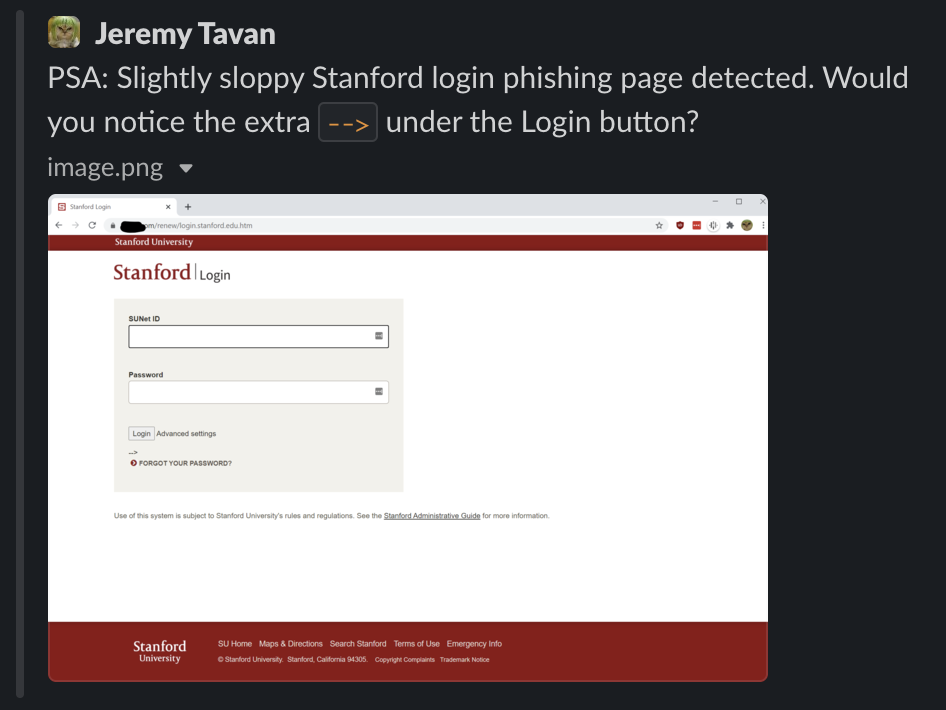 Jeremy Tavan
PSA: Slightly sloppy Stanford login phishing page detected. Would
you notice the extra --> under the Login button?
image.png
Stanford Login
om/renew/login.stanford.edu.htm
Stanford University
Stanford Login
SUNet ID
Password
Login Advanced settings
-->
FORGOT YOUR PASSWORD?
Use of this system is subject to Stanford University's rules and regulations. See the Stanford Administrative Guide for more information.
Stanford
University
SU Home Maps & Directions Search Stanford Terms of Use Emergency Info
© Stanford University. Stanford, California 94305. Copyright Complaints Trademark Notice